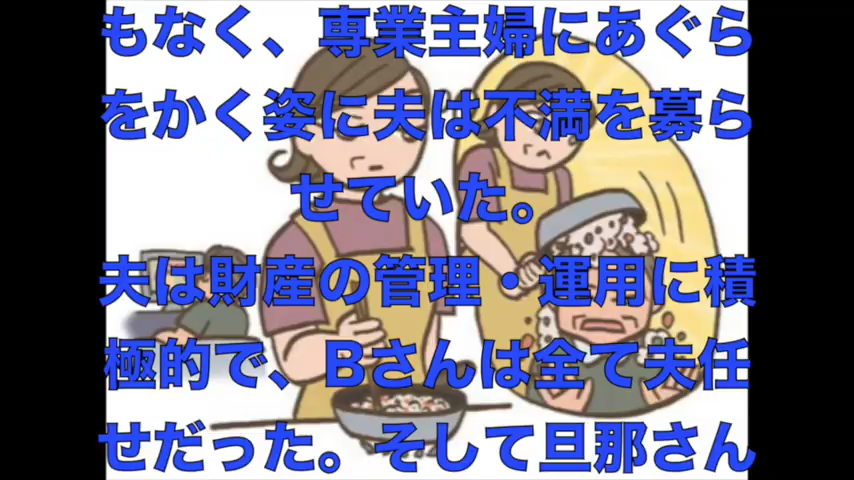 もなく、専業主婦にあぐら
をかく姿に夫は不満を募ら
せていた。
夫は財産の管理・運用に積
極的で、Bさんは全て夫任
せだった。そして旦那さん